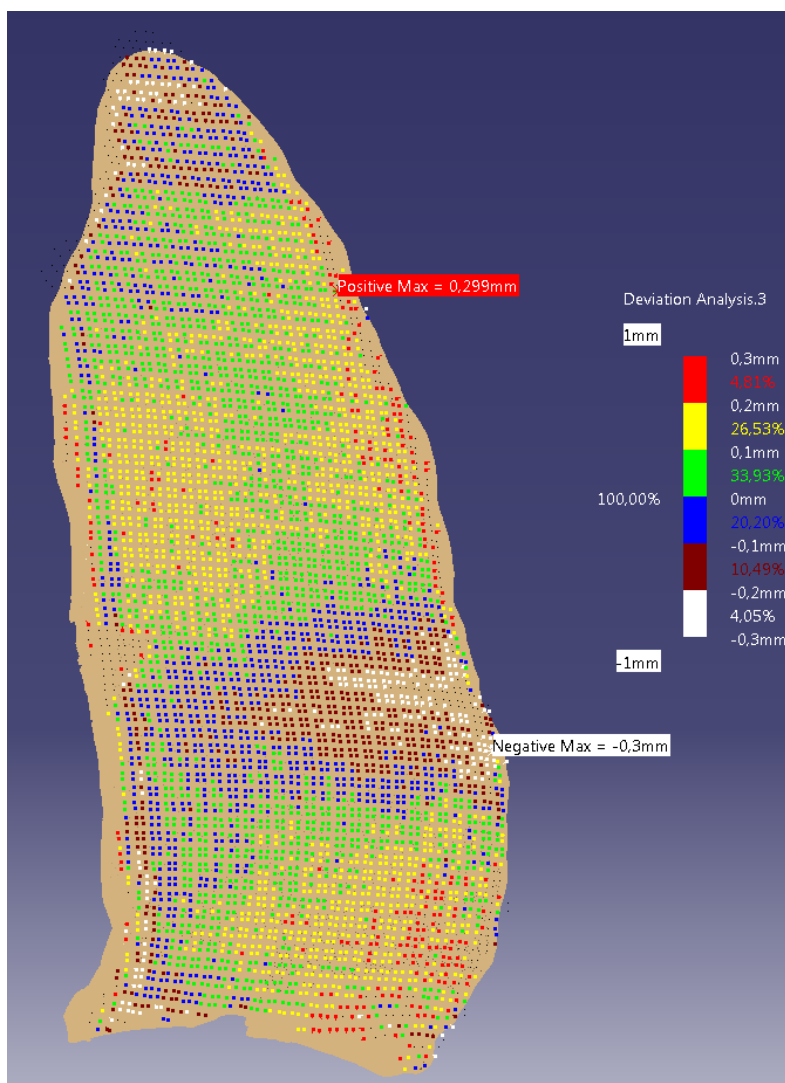 Positive Max = 0,299mm
Deviation Analysis.3
1mm
0,3mm
4,81%
0,2mm
26,53%
0,1mm
33,93%
100,00%
0mm
20,20%
-0,1mm
10,49%
-0,2mm
4,05%
-0,3mm
-1mm
Negative Max = -0,3mm